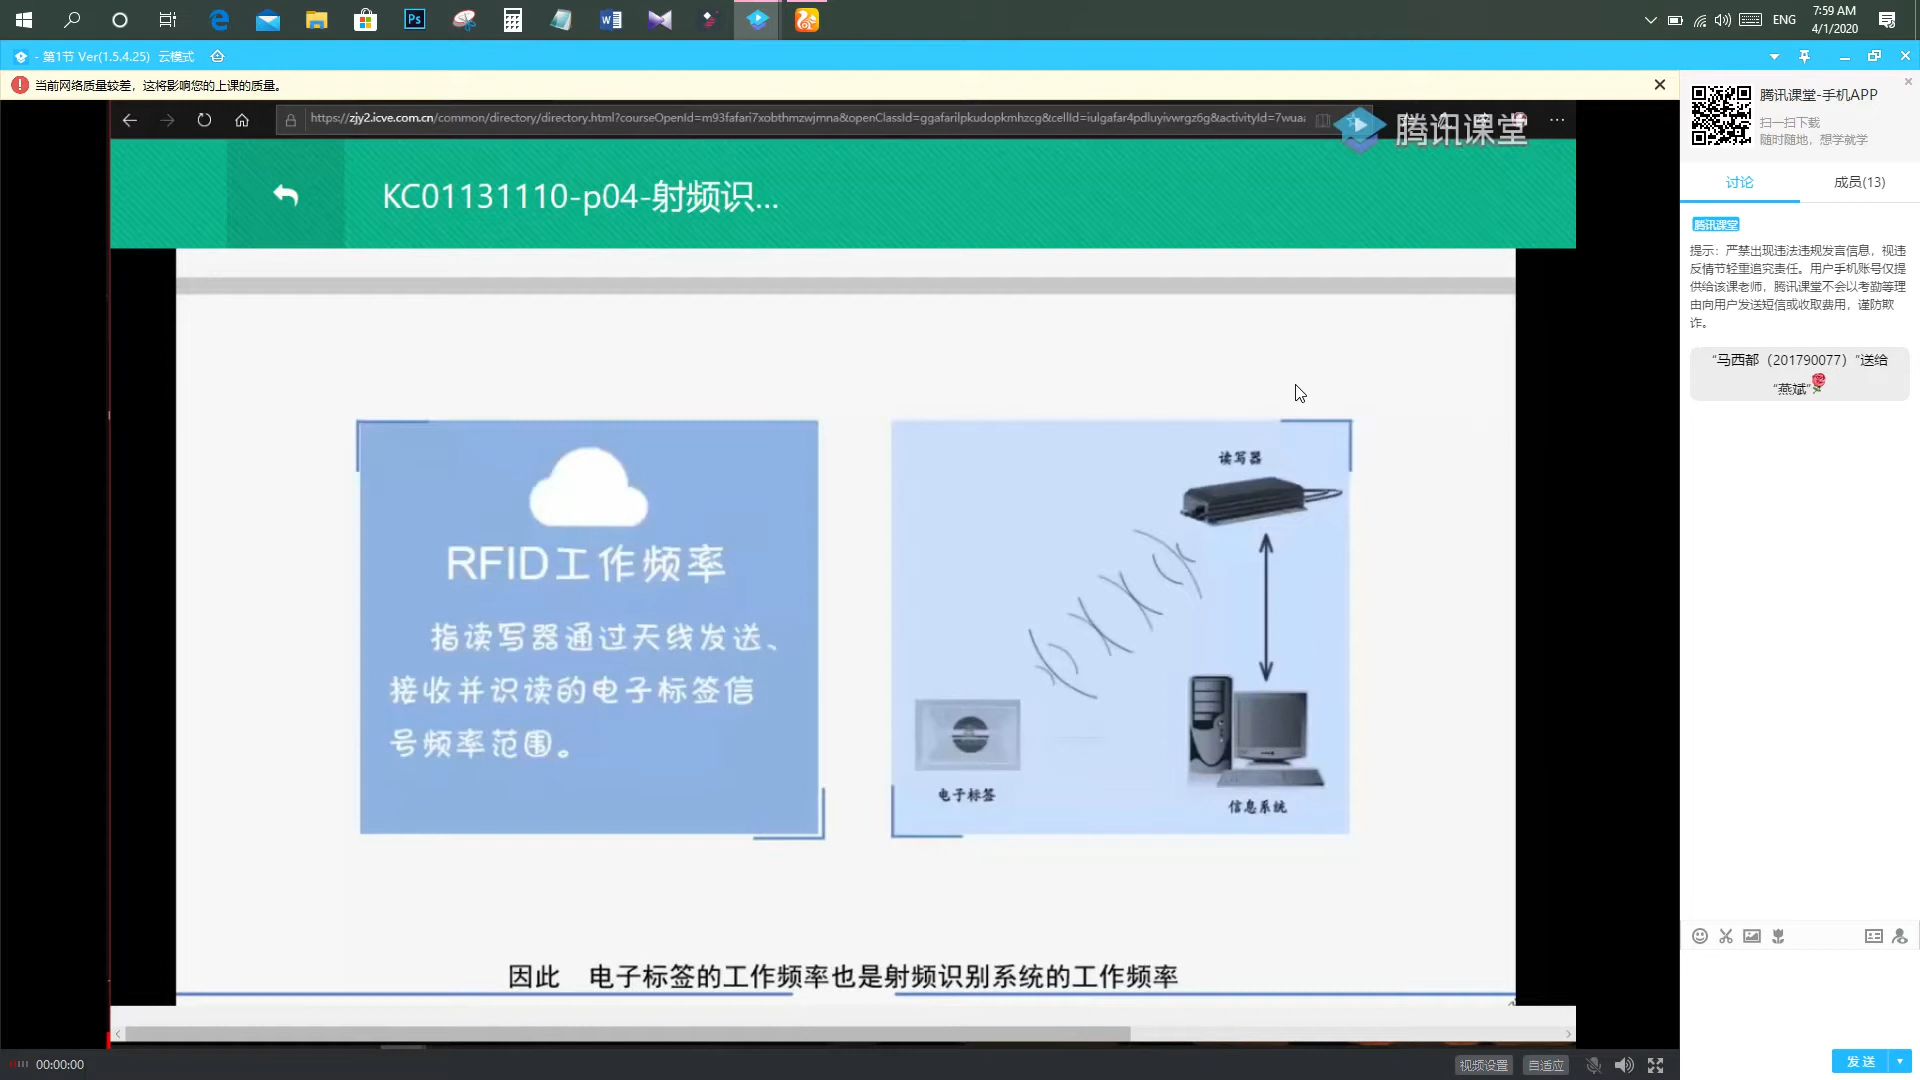 ENG
7:59 AM
4/1/2020
- 第1节 Ver(1.5.4.25) 云模式
当前网络质量较差，这将影响您的上课的质量。
https://zjy2.icve.com.cn/common/directory/directory.html?courseOpenId=m93fafari7xobthmzwjmna&openClassId=ggafarilpkudopkmhzcg&cellId=iulgafar4pdluyivwrgz6g&activityId=7wuaa
腾讯课堂
KC01131110-p04-射频识...
RFID工作频率
指读写器通过天线发送、
接收并识读的电子标签信
号频率范围。
读写器
电子标签
信息系统
因此 电子标签的工作频率也是射频识别系统的工作频率
00:00:00
视频设置
自适应
腾讯课堂-手机APP
扫一扫下载
随时随地，想学就学
讨论
成员(13)
腾讯课堂
提示：严禁出现违法违规发言信息，视违
反情节轻重追究责任。用户手机账号仅提
供给该课老师，腾讯课堂不会以考勤等理
由向用户发送短信或收取费用，谨防欺
诈。
“马西都（201790077）”送给
“燕斌”
发送